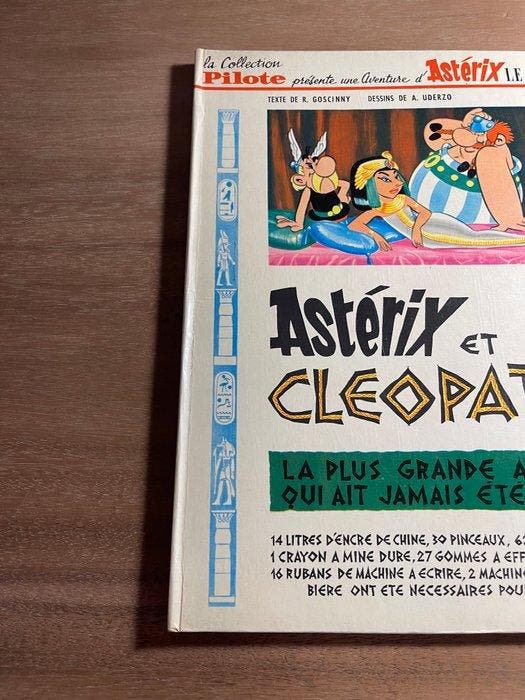 la Collection
Pilote présente une Aventure d'Astérix LE
TEXTE DE R. GOSCINNY DESSINS DE A. UDERZO
Astérix ET
CLEOPAT
LA PLUS GRANDE A
QUI AIT JAMAIS ÉTÉ
14 LITRES D'ENCRE DE CHINE, 30 PINCEAUX, 62
1 CRAYON A MINE DURE, 27 GOMMES A EFF
16 RUBANS DE MACHINE A ECRIRE, 2 MACHIN
BIERE ONT ETE NECESSAIRES POU